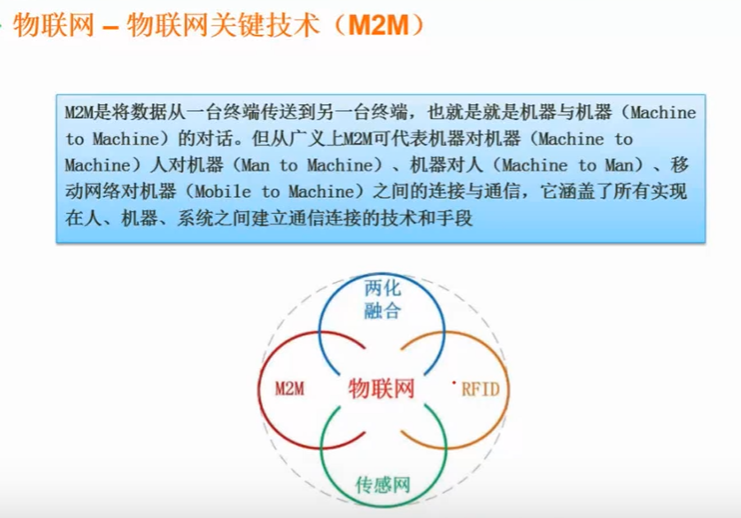 物联网 – 物联网关键技术（M2M）
M2M是将数据从一台终端传送到另一台终端，也就是就是机器与机器（Machine
to Machine）的对话。但从广义上M2M可代表机器对机器（Machine to
Machine）人对机器（Man to Machine）、机器对人（Machine to Man）、移
动网络对机器（Mobile to Machine）之间的连接与通信，它涵盖了所有实现
在人、机器、系统之间建立通信连接的技术和手段
两化
融合
M2M
物联网
RFID
传感网